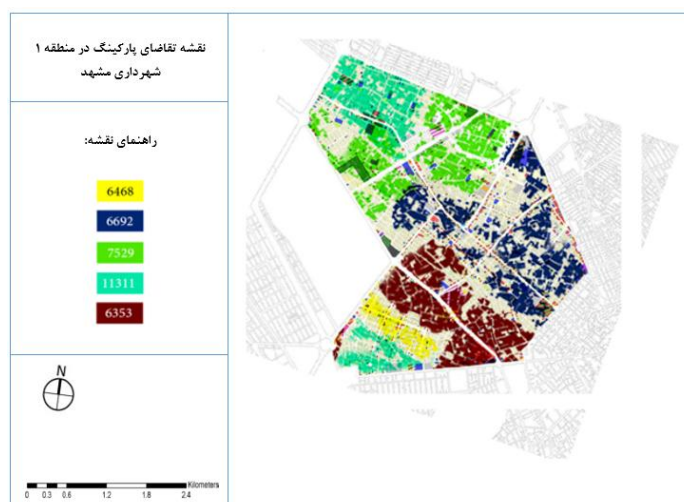 نقشه تقاضای پارکینگ در منطقه ۱
شهرداری مشهد
راهنمای نقشه:
6468
6692
7529
11311
6353
N
Kilometers
0 0.3 0.6 1.2 1.8 2.4